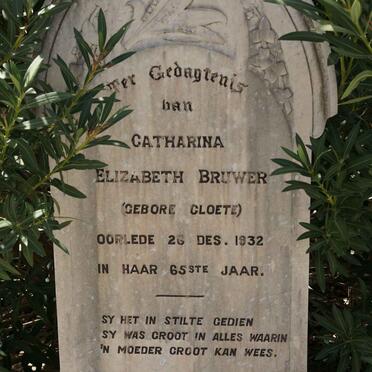 Ter Gedagtenis
van
CATHARINA
ELIZABETH BRUWER
(GEBORE CLOETE)
OORLEDE 26 DES. 1932
IN HAAR 65STE JAAR.
SY HET IN STILTE GEDIEN
SY WAS GROOT IN ALLES WAARIN
'N MOEDER GROOT KAN WEES.